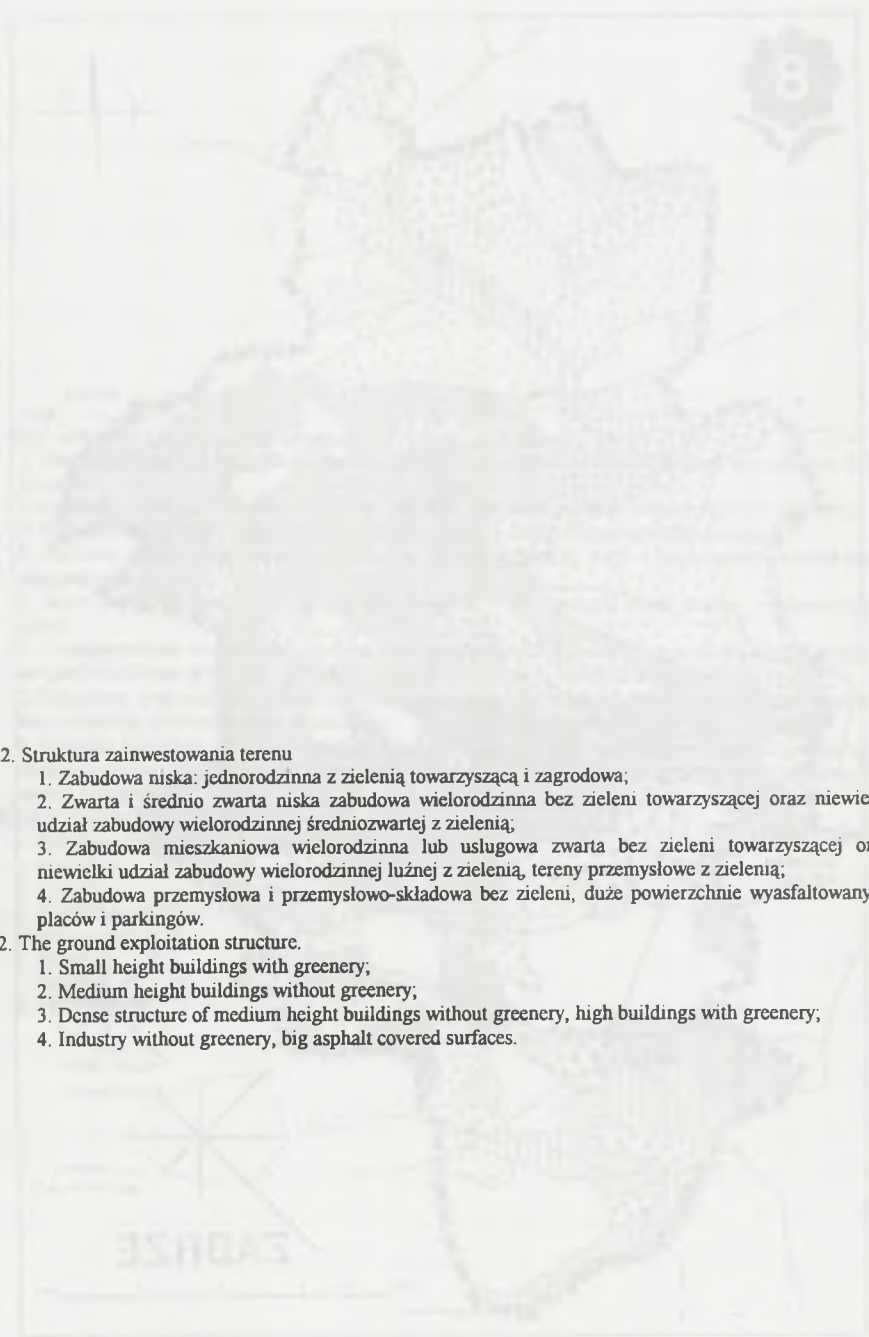 2. Struktura zainwestowania terenu
1. Zabudowa niska: jednorodzinna z zielenią towarzyszącą i zagrodowa;
2. Zwarta i średnio zwarta niska zabudowa wielorodzinna bez zieleni towarzyszącej oraz niewie
udział zabudowy wielorodzinnej średniozwartej z zielenią;
3. Zabudowa mieszkaniowa wielorodzinna lub usługowa zwarta bez zieleni towarzyszącej or
niewielki udział zabudowy wielorodzinnej luźnej z zielenią, tereny przemysłowe z zielenią;
4. Zabudowa przemysłowa i przemysłowo-składowa bez zieleni, duże powierzchnie wyasfaltowany
placów i parkingów.
2. The ground exploitation structure.
1. Small height buildings with greenery;
2. Medium height buildings without greenery;
3. Dense structure of medium height buildings without greenery, high buildings with greenery;
4. Industry without greenery, big asphalt covered surfaces.
8
ZABRZE